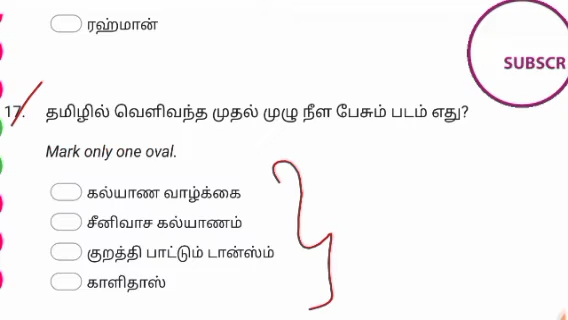 ரஹ்மான்
SUBSCR
17. தமிழில் வெளிவந்த முதல் முழு நீள பேசும் படம் எது?
Mark only one oval.
கல்யாண வாழ்க்கை
சீனிவாச கல்யாணம்
குறத்தி பாட்டும் டான்ஸ்ம்
காளிதாஸ்